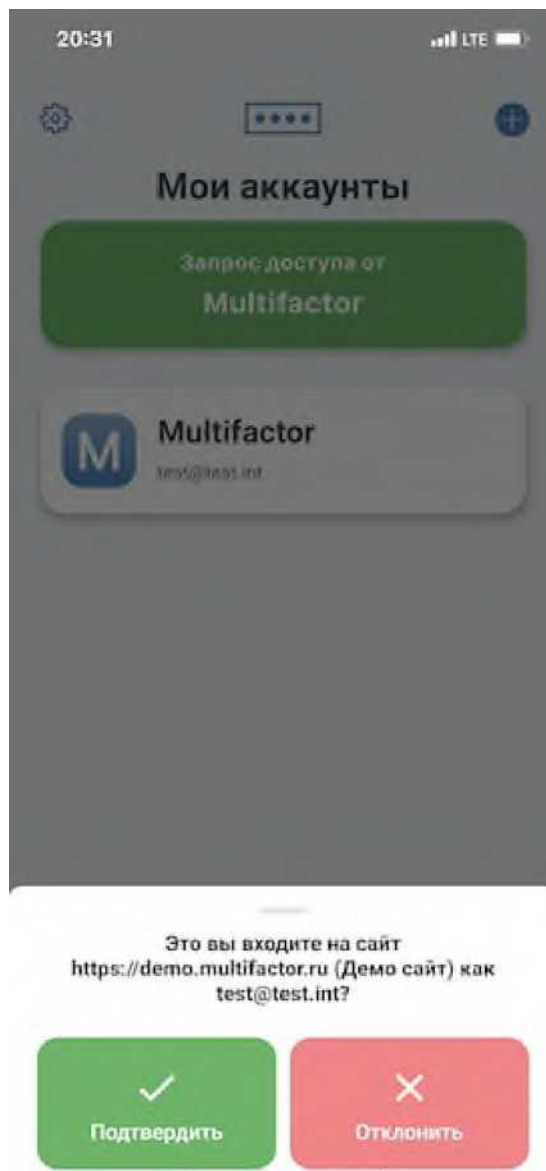 20:31
LTE
Мои аккаунты
Запрос доступа от
Multifactor
M
Multifactor
test@test.int
Это вы входите на сайт
https://demo.multifactor.ru (Демо сайт) как
test@test.int?
Подтвердить
Отклонить